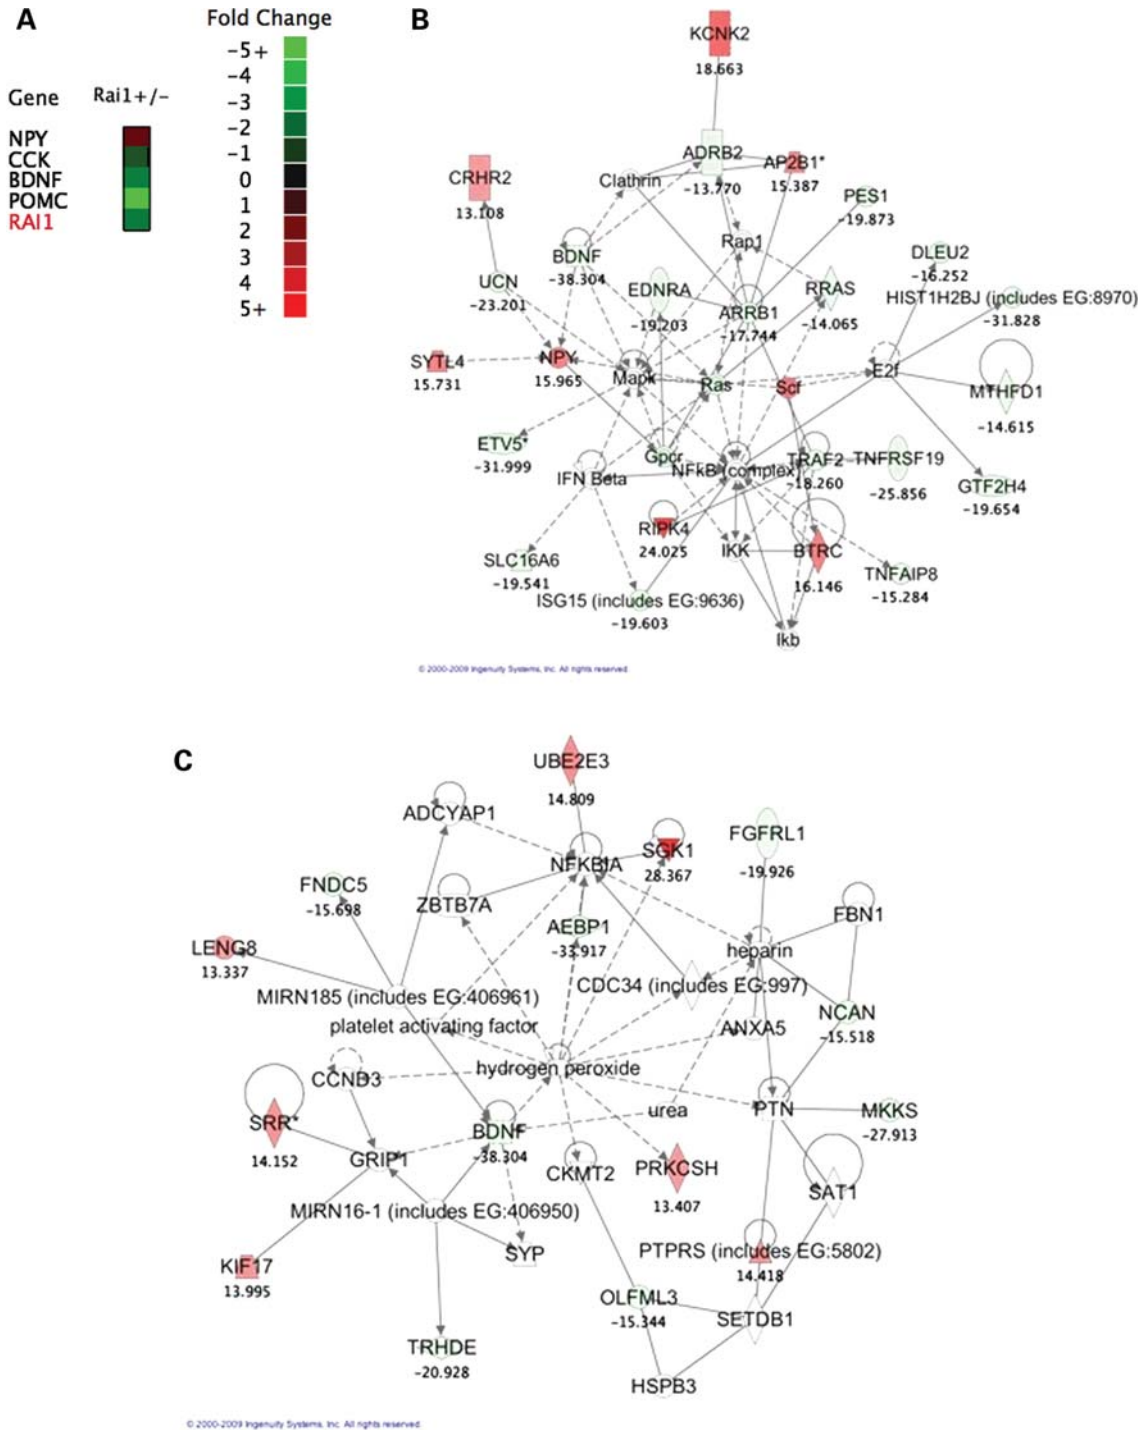 A
Fold Change
-5+
-4
-3
-2
-1
0
1
2
3
4
5+
Gene
Rai1+/-
NPY
CCK
BDNF
POMC
RAI1
B
KCNK2
18.663
ADRB2
-13.770
AP2B1*
15.387
Clathrin
CRHR2
13.108
PES1
-19.873
Rap1
BDNF
-38.304
DLEU2
-16.252
UCN
-23.201
EDNRA
-19.203
RRAS
-14.065
HIST1H2BJ (includes EG:8970)
-31.828
ARRB1
-17.744
SYTL4
15.731
NPY
15.965
Mapk
Ras
Scf
E2f
MTHFD1
-14.615
ETV5*
-31.999
Gpcr
NFkB (complex)
TRAF2
-18.260
TNFRSF19
-25.856
IFN Beta
GTF2H4
-19.654
RIPK4
24.025
IKK
BTRC
16.146
SLC16A6
-19.541
TNFAIP8
-15.284
ISG15 (includes EG:9636)
-19.603
Ikb
© 2000-2009 Ingenuity Systems, Inc. All rights reserved.
C
UBE2E3
14.809
ADCYAP1
NFKBIA
SGK1
28.367
FGFRL1
-19.926
FNDC5
-15.698
ZBTB7A
FBN1
AEBP1
-33.917
LENG8
13.337
heparin
CDC34 (includes EG:997)
MIRN185 (includes EG:406961)
NCAN
-15.518
platelet activating factor
ANXA5
hydrogen peroxide
CCND3
urea
PTN
MKKS
-27.913
SRR*
14.152
BDNF
-38.304
GRIP1
CKMT2
PRKCSH
13.407
SAT1
MIRN16-1 (includes EG:406950)
SYP
PTPRS (includes EG:5802)
14.418
KIF17
13.995
OLFML3
-15.344
SETDB1
TRHDE
-20.928
HSPB3
© 2000-2009 Ingenuity Systems, Inc. All rights reserved.